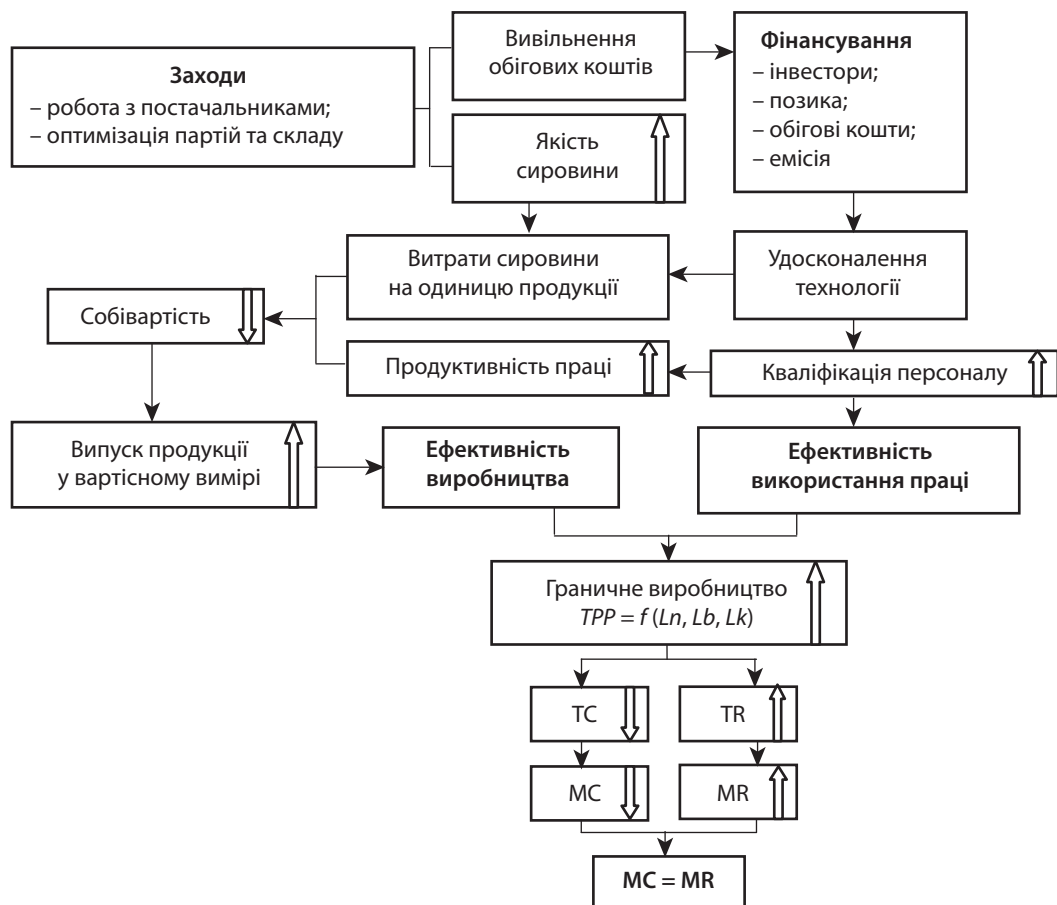 Заходи
– робота з постачальниками;
– оптимізація партій та складу
Вивільнення
обігових коштів
Фінансування
– інвестори;
– позика;
– обігові кошти;
– емісія
Якість
сировини
Витрати сировини
на одиницю продукції
Удосконалення
технології
Собівартість
Продуктивність праці
Кваліфікація персоналу
Випуск продукції
у вартісному вимірі
Ефективність
виробництва
Ефективність
використання праці
Граничне виробництво
TPP = f (Ln, Lb, Lk)
TC
TR
MC
MR
MC = MR